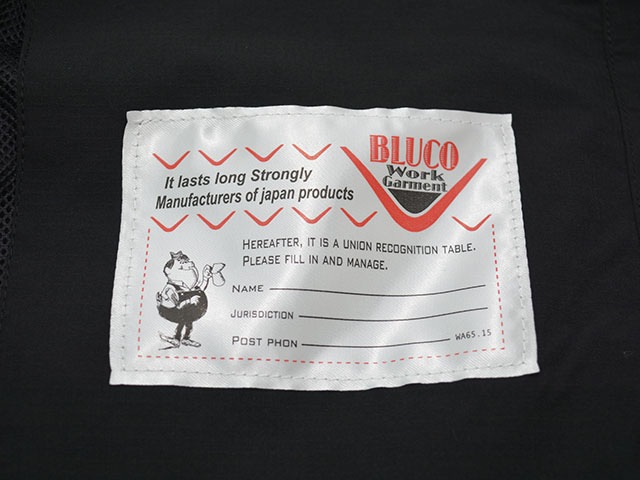 BLUCO
Work
Garment
It lasts long Strongly
Manufacturers of japan products
HEREAFTER, IT IS A UNION RECOGNITION TABLE.
PLEASE FILL IN AND MANAGE.
NAME
JURISDICTION
POST PHON
WA65.15